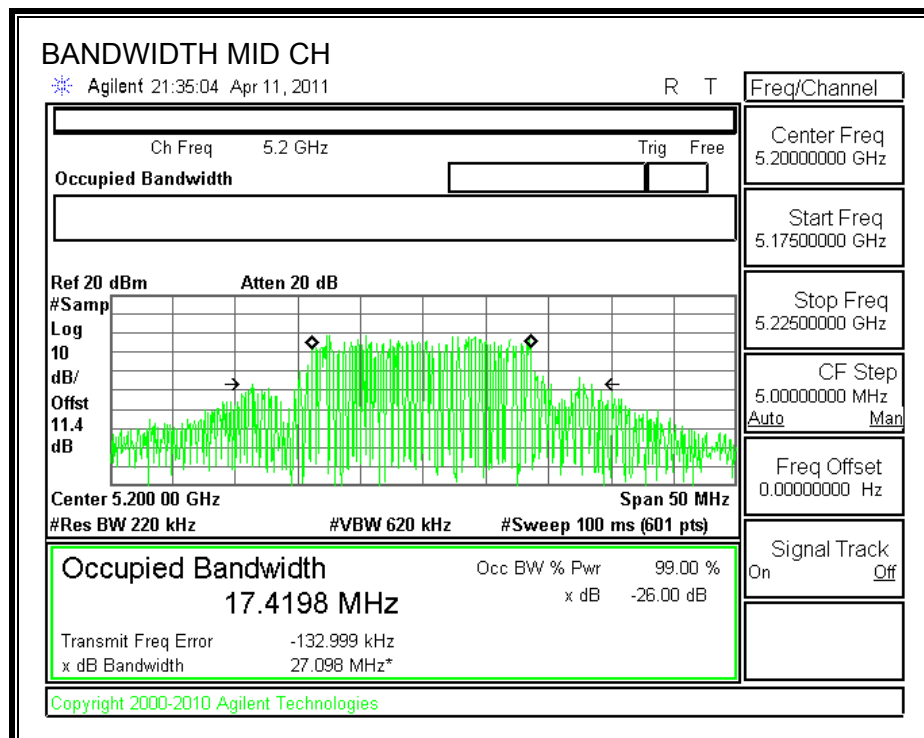 BANDWIDTH MID CH
Agilent 21:35:04 Apr 11, 2011 R T
Freq/Channel
Ch Freq 5.2 GHz Trig Free
Occupied Bandwidth
Center Freq
5.20000000 GHz
Start Freq
5.17500000 GHz
Stop Freq
5.22500000 GHz
CF Step
5.00000000 MHz
Auto Man
Freq Offset
0.00000000 Hz
Signal Track
On Off
Ref 20 dBm Atten 20 dB
#Samp
Log
10
dB/
Offst
11.4
dB
Center 5.200 00 GHz Span 50 MHz
#Res BW 220 kHz #VBW 620 kHz #Sweep 100 ms (601 pts)
Occupied Bandwidth Occ BW % Pwr 99.00 %
17.4198 MHz x dB -26.00 dB
Transmit Freq Error -132.999 kHz
x dB Bandwidth 27.098 MHz*
Copyright 2000-2010 Agilent Technologies